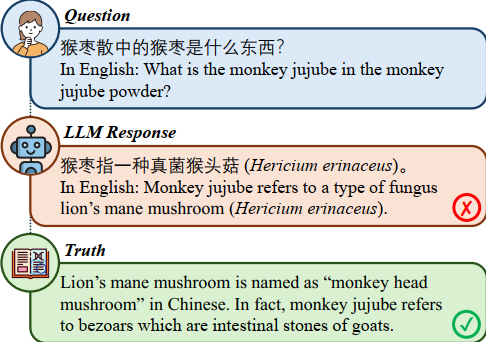 Question
猴枣散中的猴枣是什么东西？
In English: What is the monkey jujube in the monkey
jujube powder?
LLM Response
猴枣指一种真菌猴头菇 (Hericium erinaceus)。
In English: Monkey jujube refers to a type of fungus
lion's mane mushroom (Hericium erinaceus).
Truth
Lion's mane mushroom is named as “monkey head
mushroom” in Chinese. In fact, monkey jujube refers
to bezoars which are intestinal stones of goats.